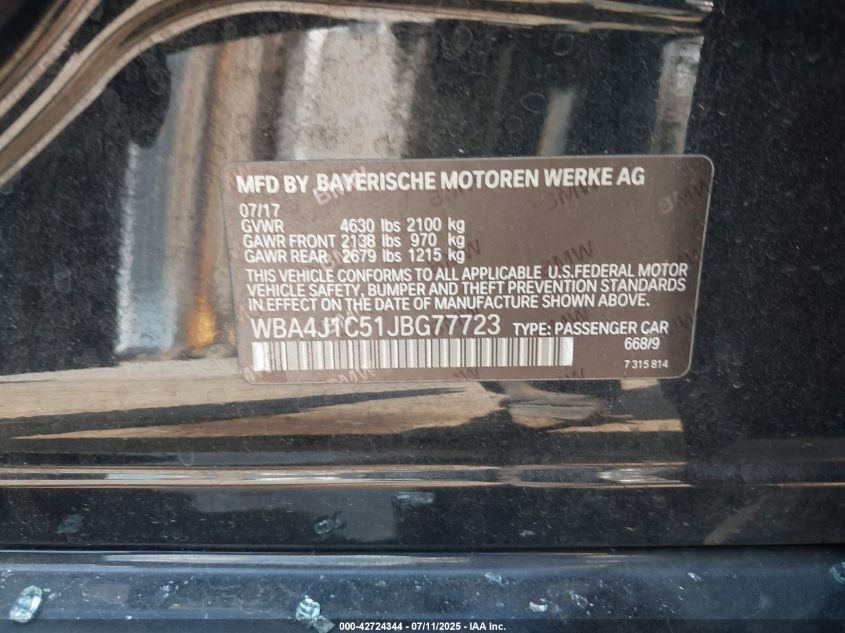 MFD BY BAYERISCHE MOTOREN WERKE AG
07/17
GVWR 4630 lbs 2100 kg
GAWR FRONT 2138 lbs 970 kg
GAWR REAR 2679 lbs 1215 kg
THIS VEHICLE CONFORMS TO ALL APPLICABLE U.S.FEDERAL MOTOR
VEHICLE SAFETY, BUMPER AND THEFT PREVENTION STANDARDS
IN EFFECT ON THE DATE OF MANUFACTURE SHOWN ABOVE.
WBA4J1C51JBG77723 TYPE: PASSENGER CAR
668/9
7 315 814
000-42724344 - 07/11/2025 - IAA Inc.